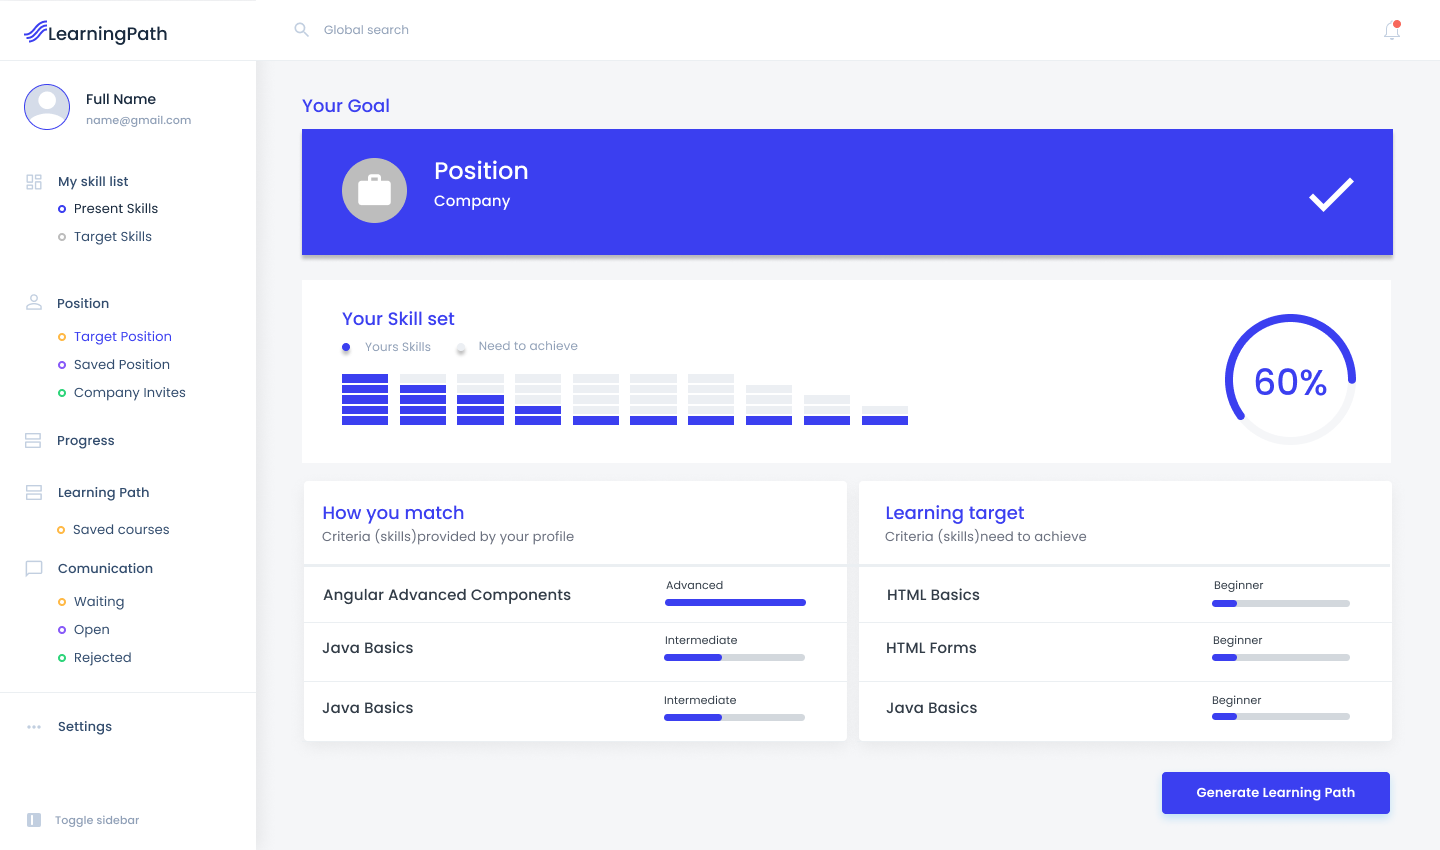 LearningPath
Global search
Full Name
name@gmail.com
My skill list
Present Skills
Target Skills
Position
Target Position
Saved Position
Company Invites
Progress
Learning Path
Saved courses
Comunication
Waiting
Open
Rejected
Settings
Toggle sidebar
Your Goal
Position
Company
Your Skill set
Yours Skills
Need to achieve
60%
How you match
Criteria (skills)provided by your profile
Angular Advanced Components
Advanced
Java Basics
Intermediate
Java Basics
Intermediate
Learning target
Criteria (skills)need to achieve
HTML Basics
Beginner
HTML Forms
Beginner
Java Basics
Beginner
Generate Learning Path